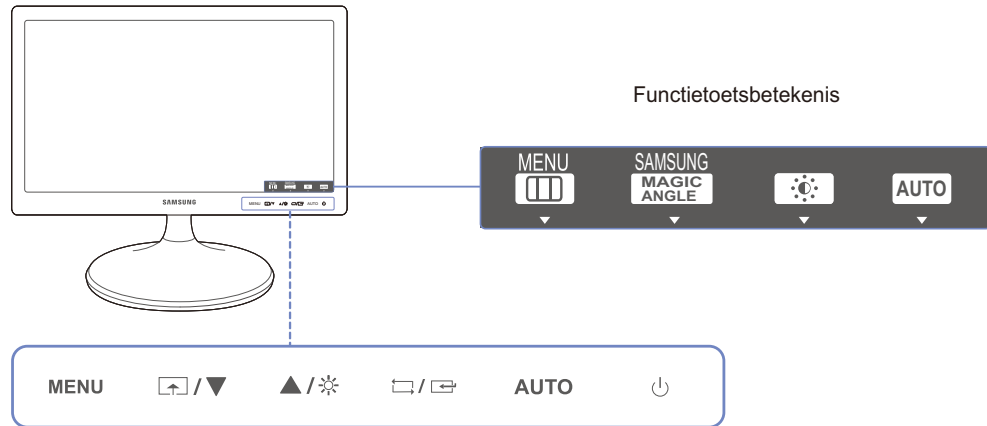 Functietoetsbetekenis
MENU
SAMSUNG
MAGIC
ANGLE
AUTO
SAMSUNG
MENU
AUTO
MENU / ▼ ▲/ / AUTO